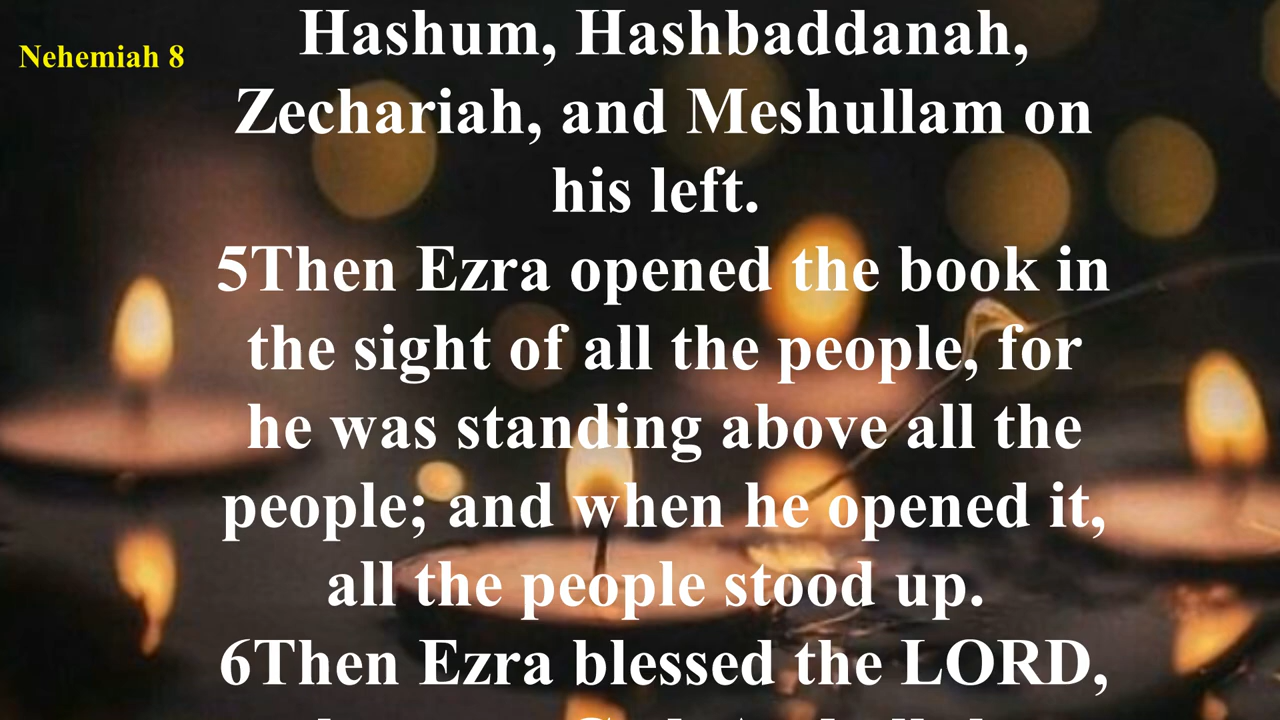 Nehemiah 8
Hashum, Hashbaddanah,
Zechariah, and Meshullam on
his left.
5Then Ezra opened the book in
the sight of all the people, for
he was standing above all the
people; and when he opened it,
all the people stood up.
6Then Ezra blessed the LORD,